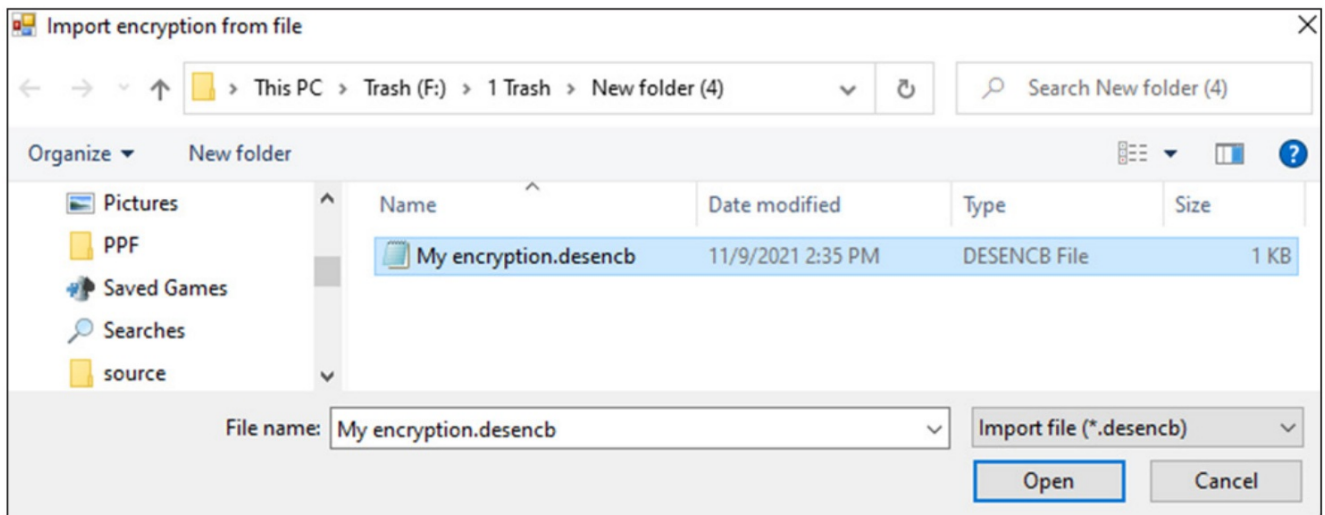 Import encryption from file
This PC > Trash (F:) > 1 Trash > New folder (4)
Search New folder (4)
Organize
New folder
Name
Date modified
Type
Size
Pictures
PPF
Saved Games
Searches
source
My encryption.desencb
11/9/2021 2:35 PM
DESENCB File
1 KB
File name:
My encryption.desencb
Import file (*.desencb)
Open
Cancel